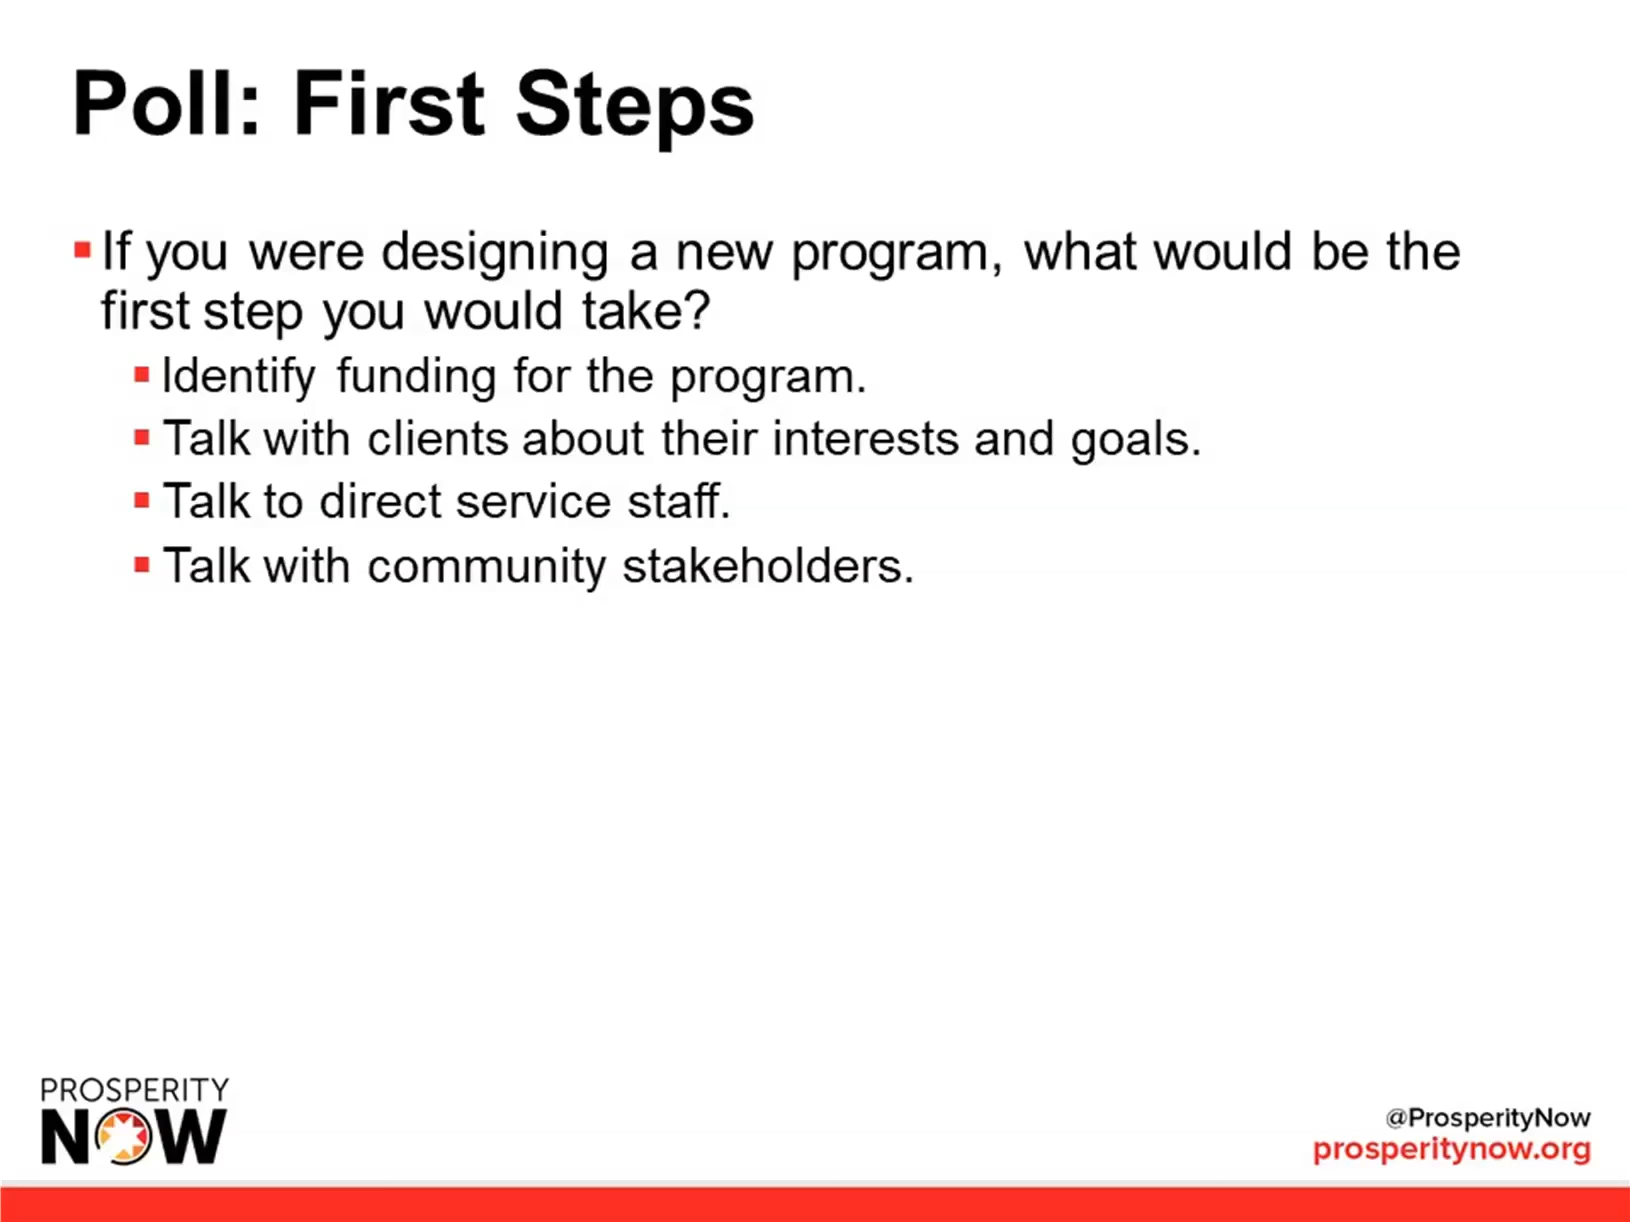 Poll: First Steps
If you were designing a new program, what would be the
first step you would take?
Identify funding for the program.
Talk with clients about their interests and goals.
Talk to direct service staff.
Talk with community stakeholders.
PROSPERITY
NOW
@ProsperityNow
prosperitynow.org